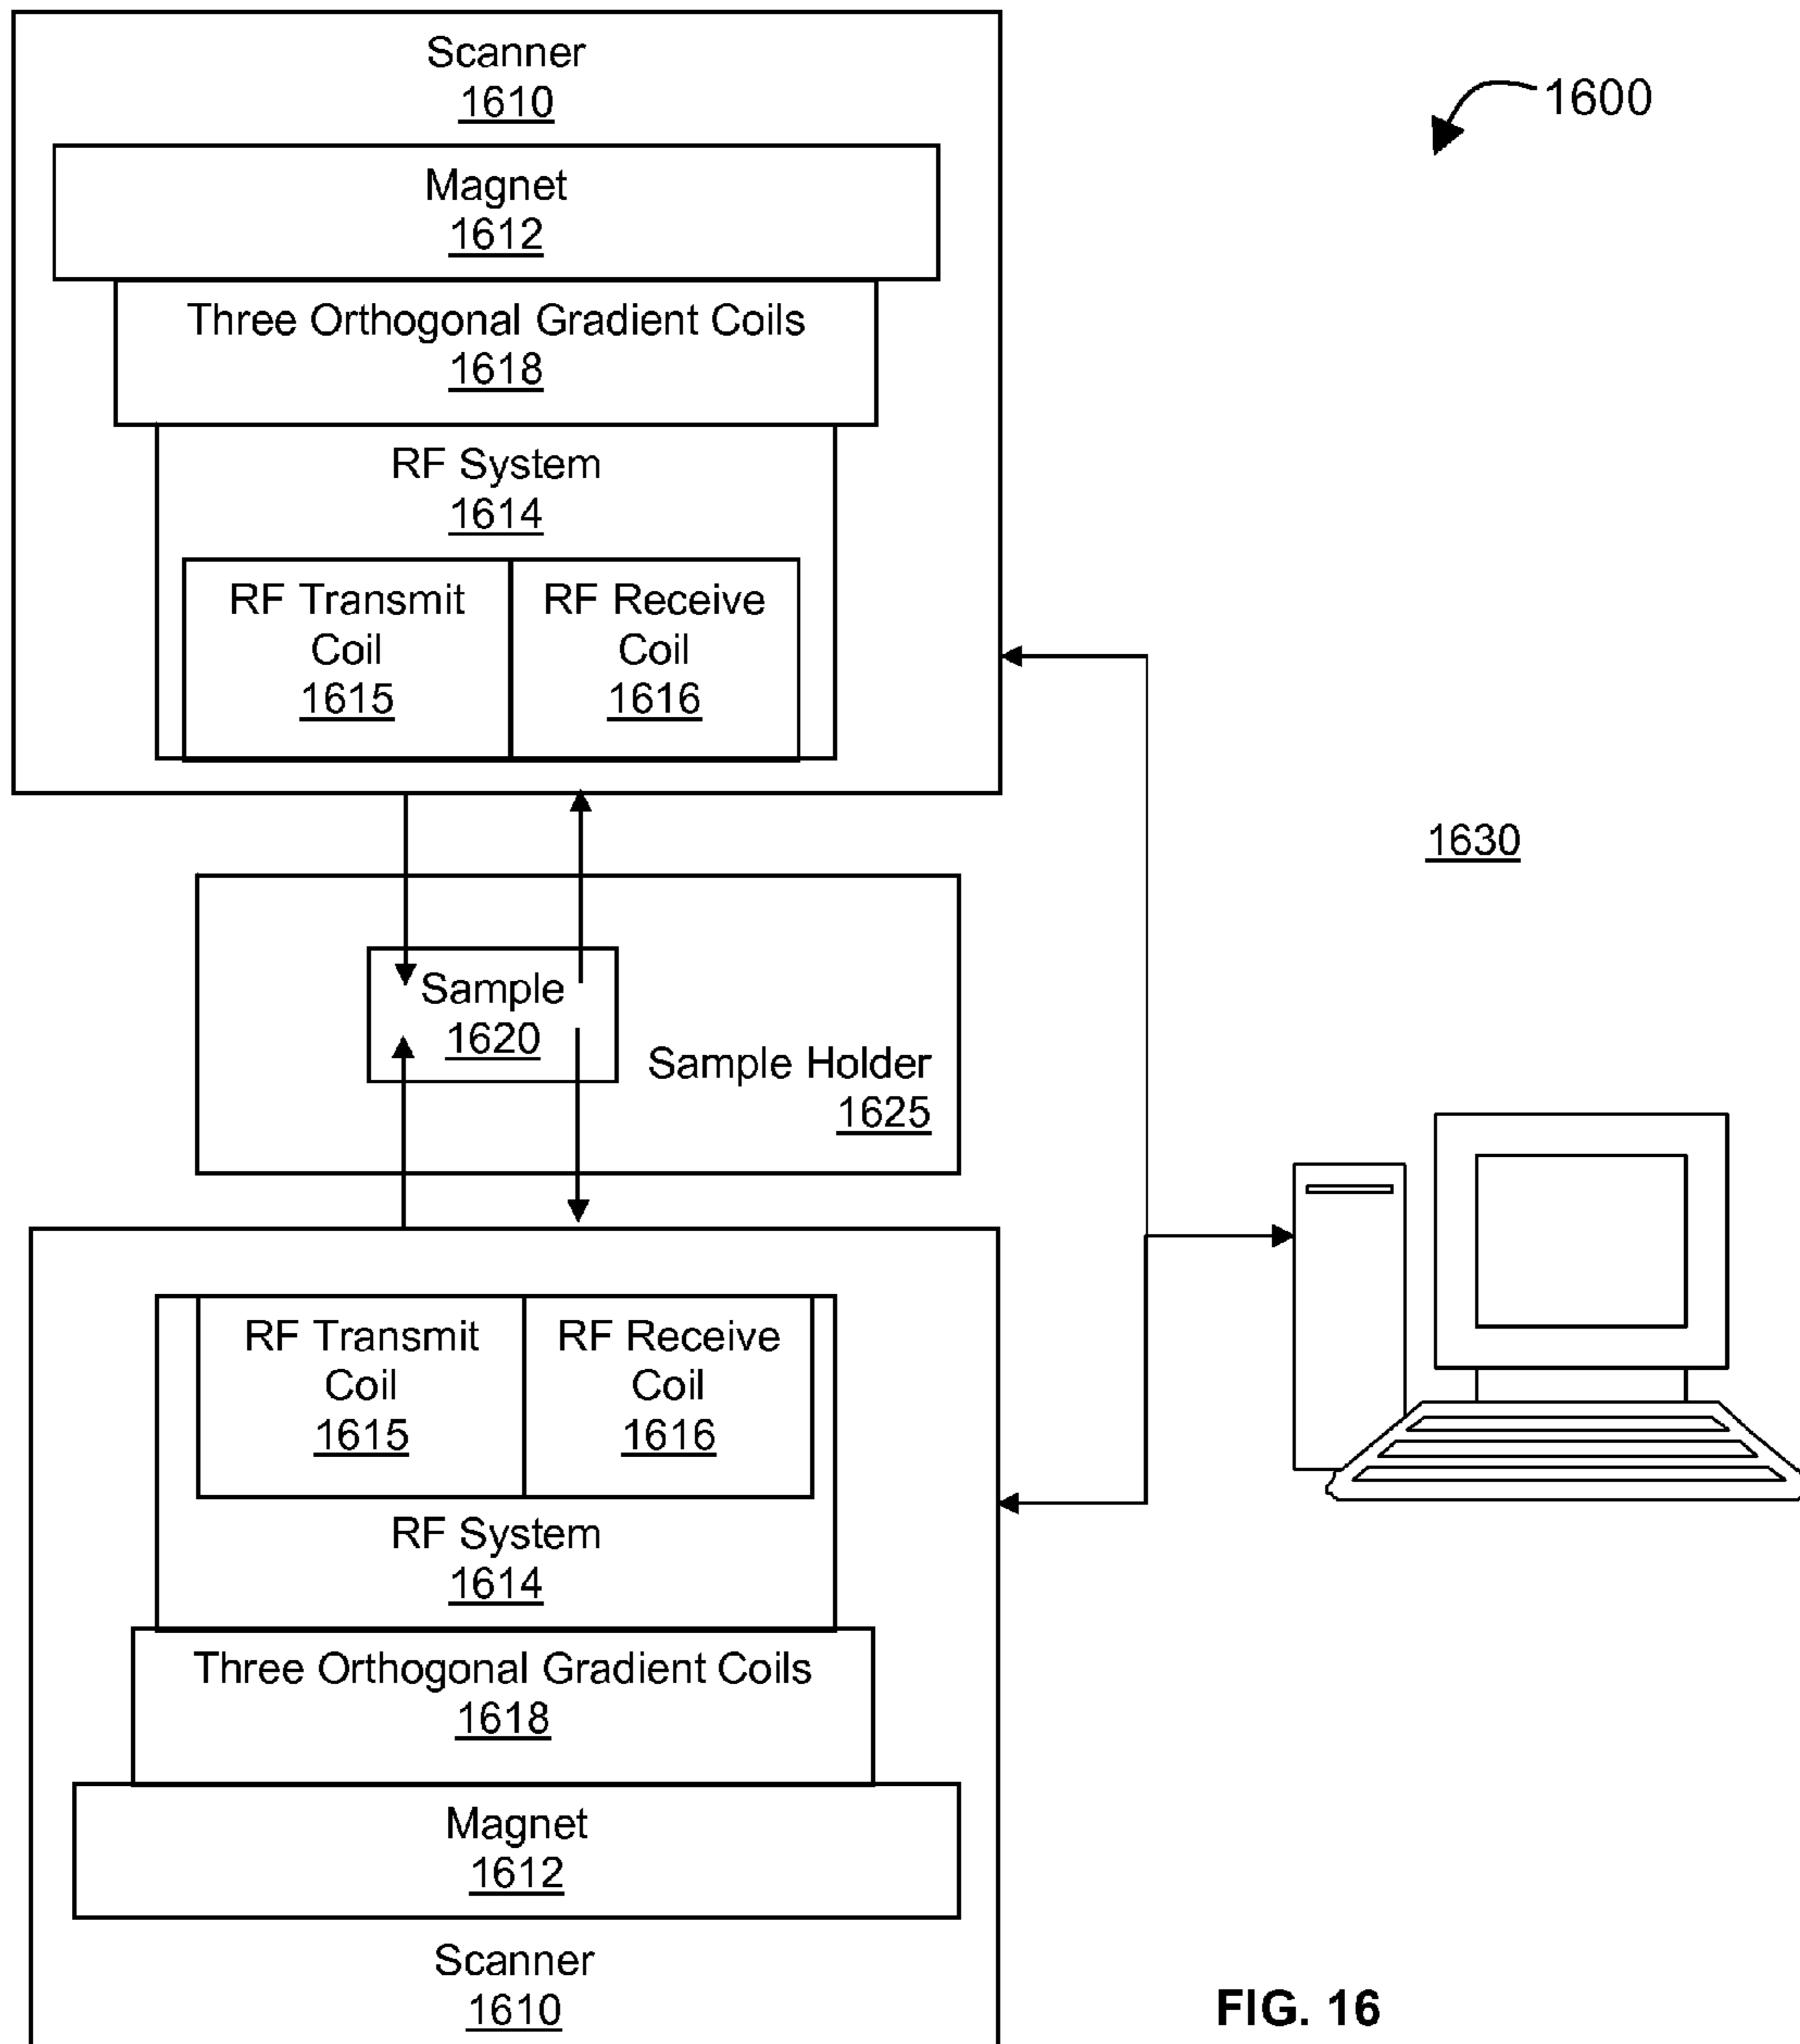 Scanner
1610
1600
Magnet
1612
Three Orthogonal Gradient Coils
1618
RF System
1614
RF Transmit
Coil
1615
RF Receive
Coil
1616
1630
Sample
1620
Sample Holder
1625
RF Transmit
Coil
1615
RF Receive
Coil
1616
RF System
1614
Three Orthogonal Gradient Coils
1618
Magnet
1612
Scanner
1610
FIG. 16